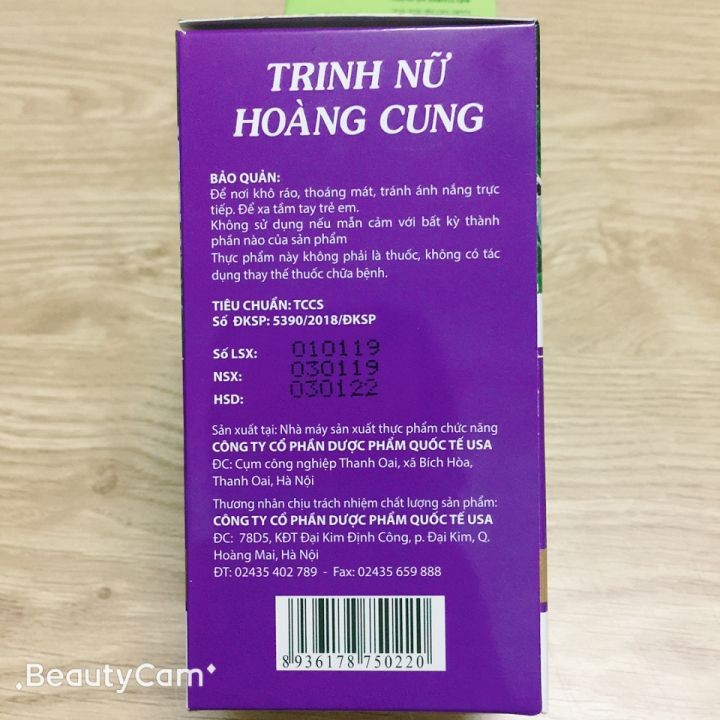 TRINH NỮ
HOÀNG CUNG
BẢO QUẢN:
Để nơi khô ráo, thoáng mát, tránh ánh nắng trực
tiếp. Để xa tầm tay trẻ em.
Không sử dụng nếu mẫn cảm với bất kỳ thành
phần nào của sản phẩm
Thực phẩm này không phải là thuốc, không có tác
dụng thay thế thuốc chữa bệnh.
TIÊU CHUẨN: TCCS
Số ĐKSP: 5390/2018/ĐKSP
Số LSX: 010119
NSX: 030119
HSD: 030122
Sản xuất tại: Nhà máy sản xuất thực phẩm chức năng
CÔNG TY CỔ PHẦN DƯỢC PHẨM QUỐC TẾ USA
ĐC: Cụm công nghiệp Thanh Oai, xã Bích Hòa,
Thanh Oai, Hà Nội
Thương nhân chịu trách nhiệm chất lượng sản phẩm:
CÔNG TY CỔ PHẦN DƯỢC PHẨM QUỐC TẾ USA
ĐC: 78D5, KĐT Đại Kim Định Công, p. Đại Kim, Q.
Hoàng Mai, Hà Nội
ĐT: 02435 402 789 - Fax: 02435 659 888
8936178 750220
BeautyCam